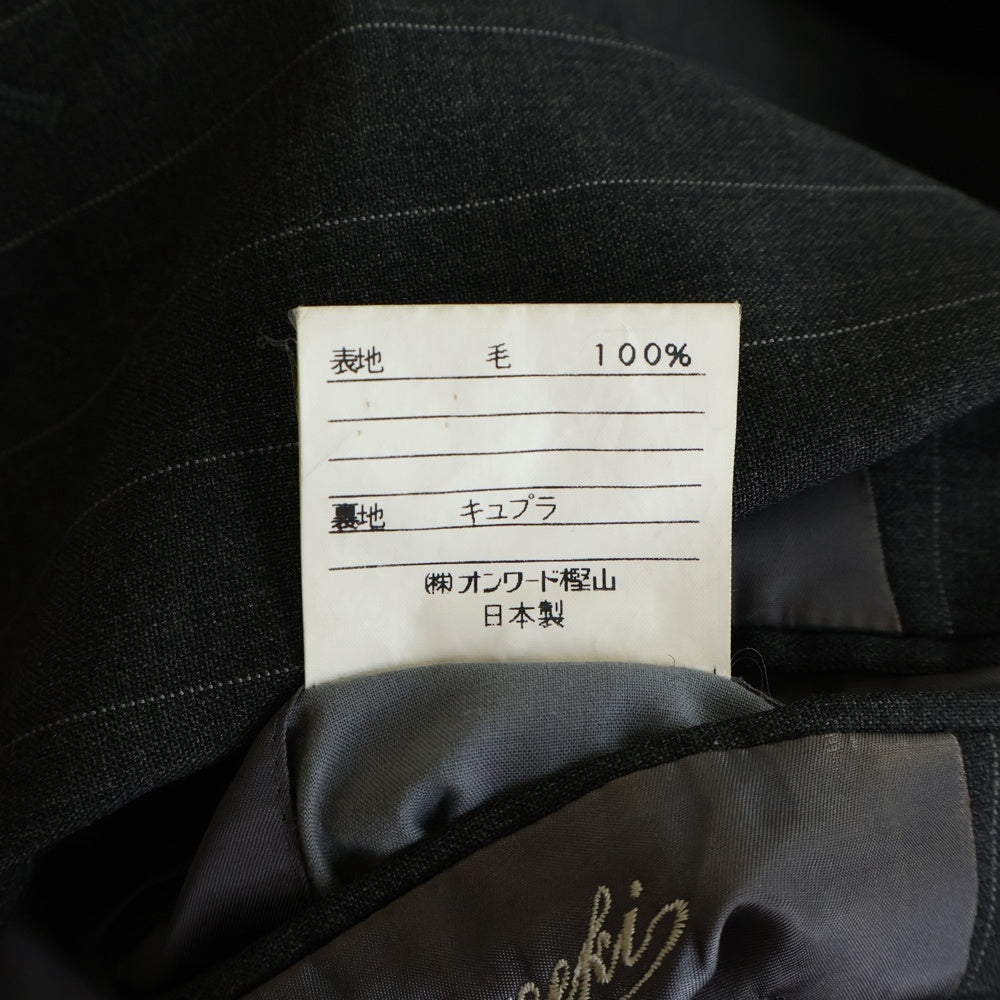 表地 毛 100%
裏地 キュプラ
㈱オンワード樫山
日本製